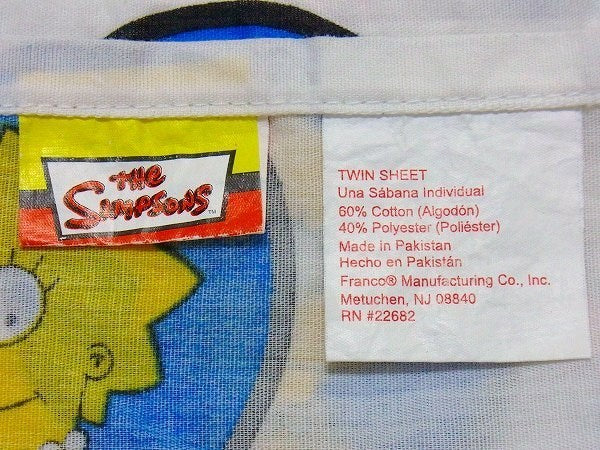 THE
SIMPSONS
™
TWIN SHEET
Una Sábana Individual
60% Cotton (Algodón)
40% Polyester (Poliéster)
Made in Pakistan
Hecho en Pakistán
Franco® Manufacturing Co., Inc.
Metuchen, NJ 08840
RN #22682